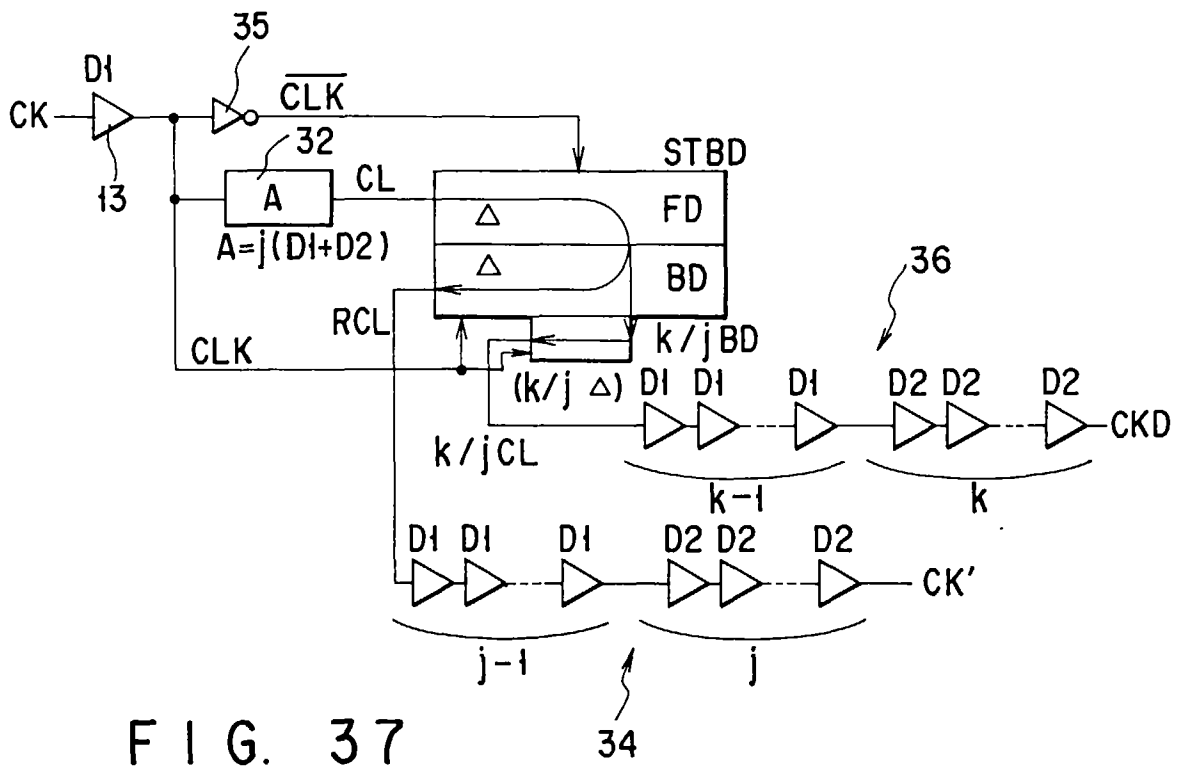 35
D1
CK
CLK
13
32
A
CL
A=j(D1+D2)
STBD
△
FD
△
BD
RCL
CLK
k/jBD
(k/j △)
36
k/jCL
D1 D1 D1 D2 D2 D2
CKD
k-1 k
D1 D1 D1 D2 D2 D2
CK'
j-1 j
34
FIG. 37